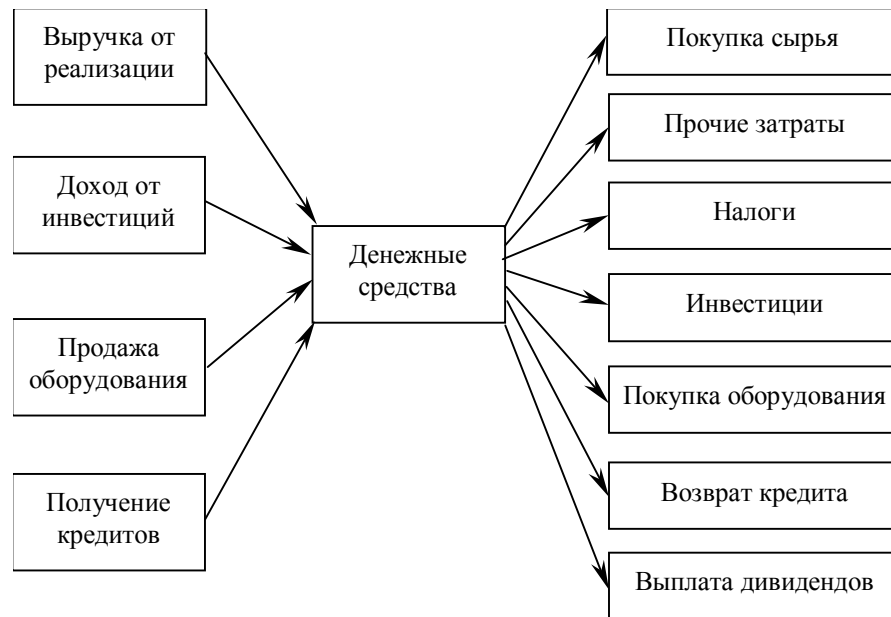 Выручка от
реализации
Доход от
инвестиций
Продажа
оборудования
Получение
кредитов
Денежные
средства
Покупка сырья
Прочие затраты
Налоги
Инвестиции
Покупка оборудования
Возврат кредита
Выплата дивидендов